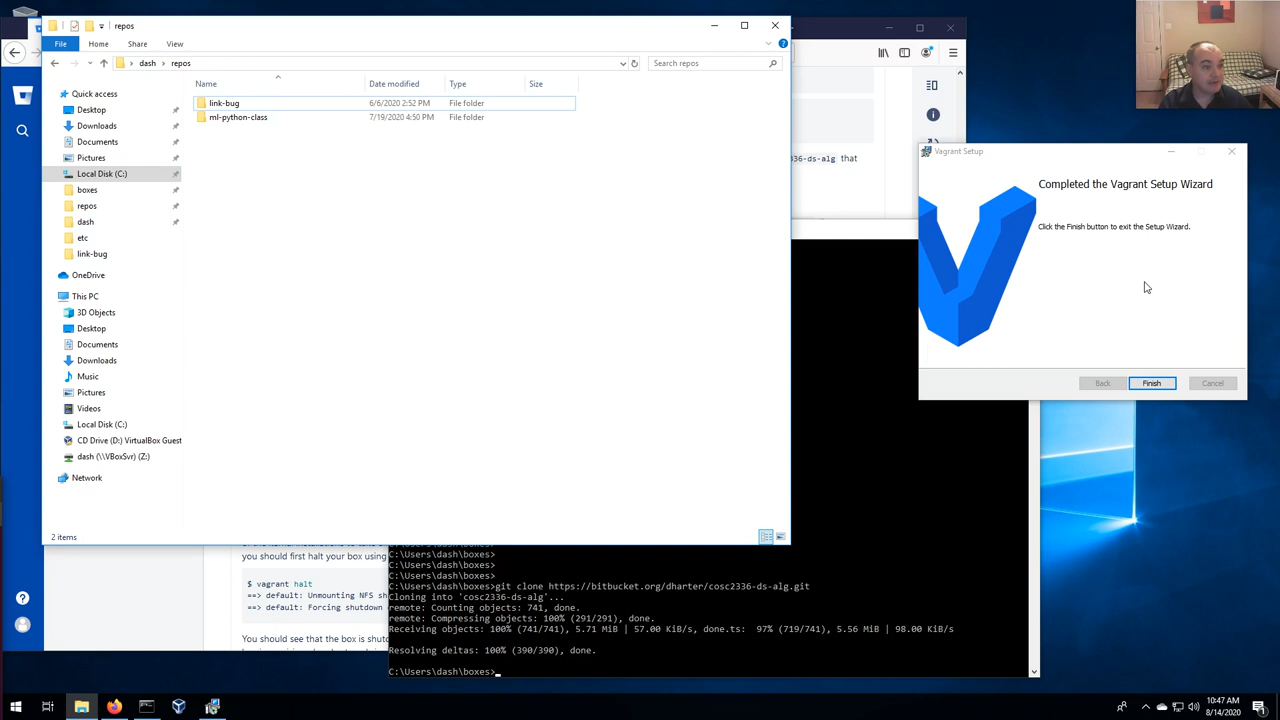 repos
File
Home
Share
View
dash
repos
Search repos
Name
Date modified
Type
Size
link-bug
6/6/2020 2:52 PM
File folder
ml-python-class
7/19/2020 4:50 PM
File folder
Quick access
Desktop
Downloads
Documents
Pictures
Local Disk (C:)
boxes
repos
dash
etc
link-bug
OneDrive
This PC
3D Objects
Desktop
Downloads
Documents
Music
Pictures
Videos
Local Disk (C:)
CD Drive (D:) VirtualBox Guest
dash (\\VBoxSvr) (Z:)
Network
2 items
336-ds-alg that
Vagrant Setup
Completed the Vagrant Setup Wizard
Click the Finish button to exit the Setup Wizard.
Back
Finish
Cancel
you should first halt your box using
$ vagrant halt
==> default: Unmounting NFS sh
==> default: Forcing shutdown
You should see that the box is shutd
C:\Users\dash\boxes>
C:\Users\dash\boxes>
C:\Users\dash\boxes>
C:\Users\dash\boxes>git clone https://bitbucket.org/dharter/cosc2336-ds-alg.git
Cloning into 'cosc2336-ds-alg'...
remote: Counting objects: 741, done.
remote: Compressing objects: 100% (291/291), done.
Receiving objects: 100% (741/741), 5.71 MiB | 57.00 KiB/s, done.ts:  97% (719/741), 5.56 MiB | 98.00 KiB/s
Resolving deltas: 100% (390/390), done.
C:\Users\dash\boxes>
10:47 AM
8/14/2020